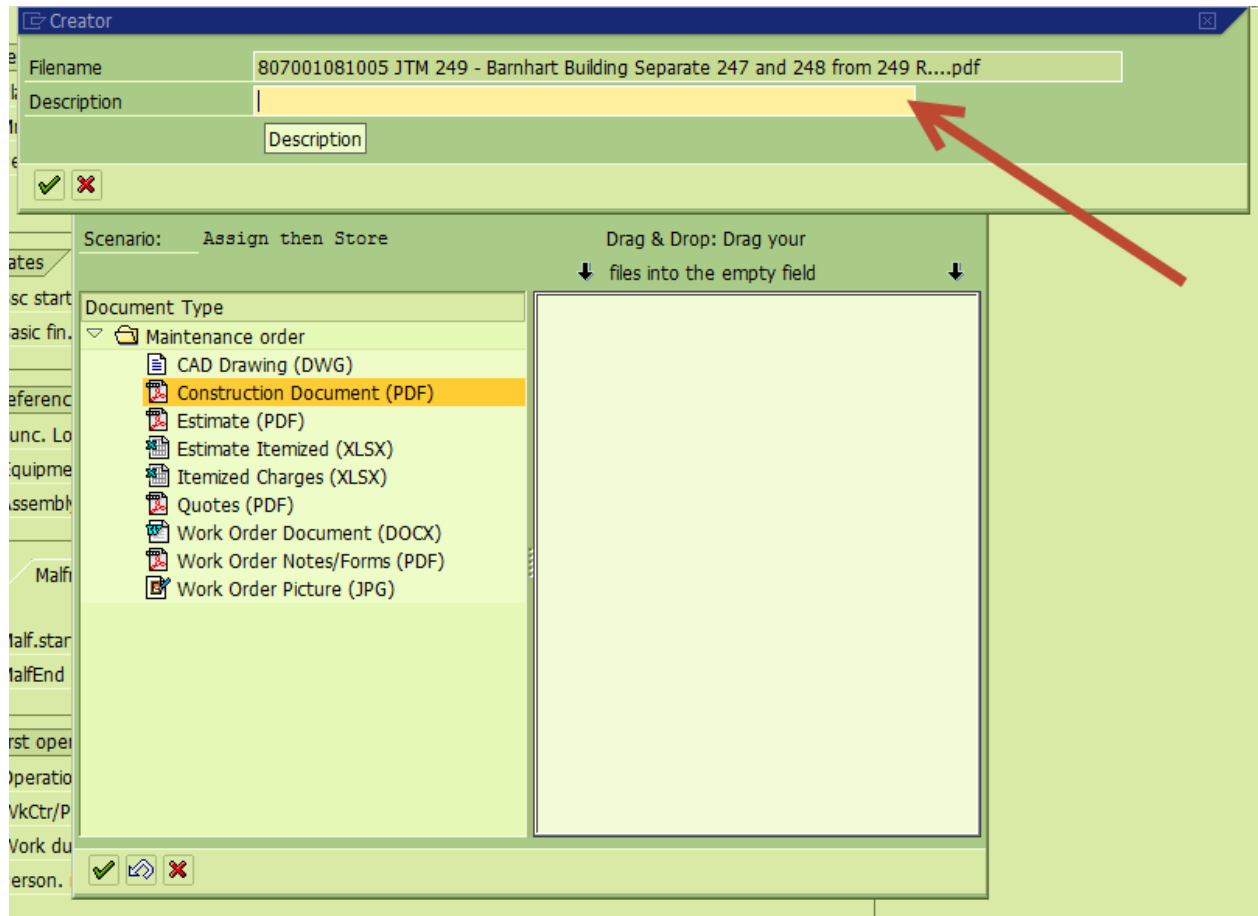 Creator
Filename 807001081005 JTM 249 - Barnhart Building Separate 247 and 248 from 249 R....pdf
Description
Description
Scenario: Assign then Store
Drag & Drop: Drag your
files into the empty field
Document Type
Maintenance order
CAD Drawing (DWG)
Construction Document (PDF)
Estimate (PDF)
Estimate Itemized (XLSX)
Itemized Charges (XLSX)
Quotes (PDF)
Work Order Document (DOCX)
Work Order Notes/Forms (PDF)
Work Order Picture (JPG)
ates
sc start
asic fin.
eferenc
unc. Lo
quipme
ssembly
Malf
Malf.star
MalfEnd
rst oper
Operatio
WkCtr/P
Work du
erson.